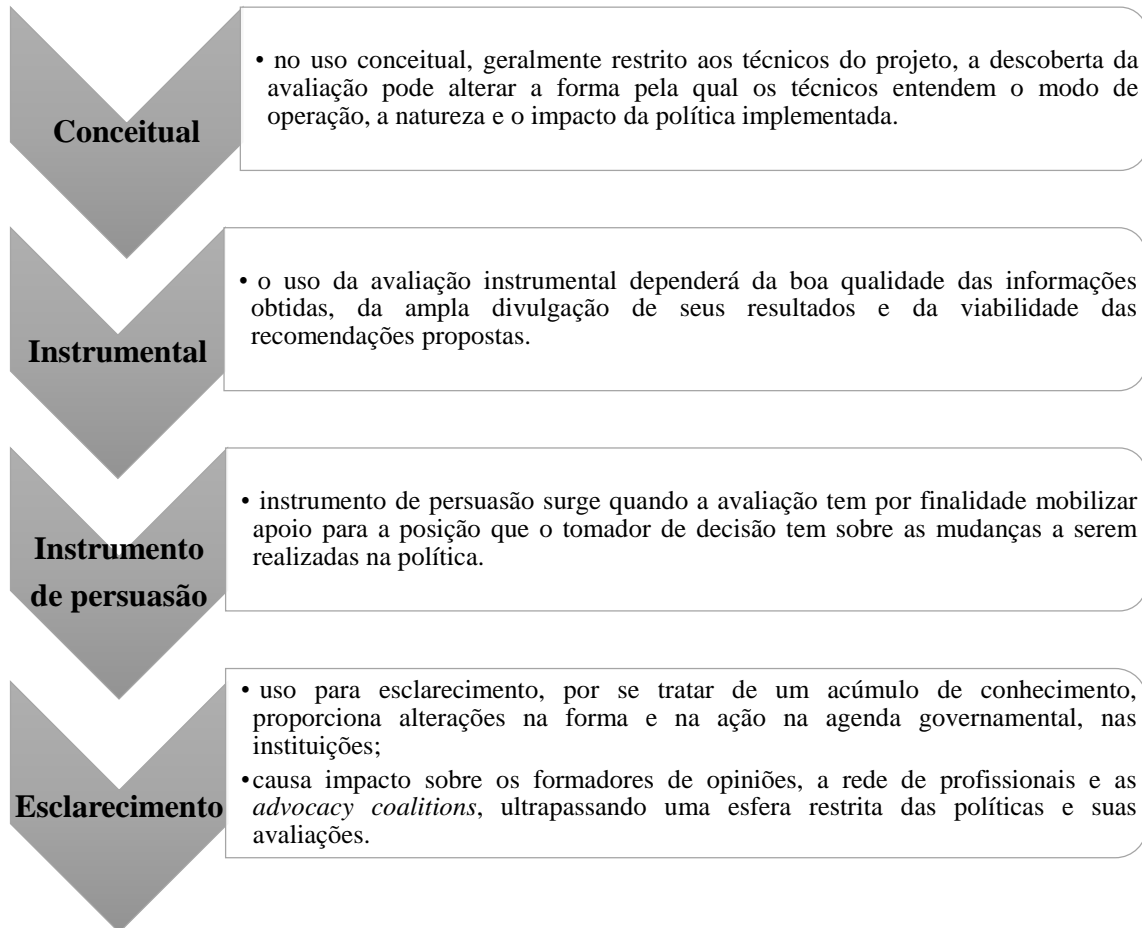 Conceitual
• no uso conceitual, geralmente restrito aos técnicos do projeto, a descoberta da
avaliação pode alterar a forma pela qual os técnicos entendem o modo de
operação, a natureza e o impacto da política implementada.
Instrumental
• o uso da avaliação instrumental dependerá da boa qualidade das informações
obtidas, da ampla divulgação de seus resultados e da viabilidade das
recomendações propostas.
Instrumento
de persuasão
• instrumento de persuasão surge quando a avaliação tem por finalidade mobilizar
apoio para a posição que o tomador de decisão tem sobre as mudanças a serem
realizadas na política.
Esclarecimento
• uso para esclarecimento, por se tratar de um acúmulo de conhecimento,
proporciona alterações na forma e na ação na agenda governamental, nas
instituições;
•causa impacto sobre os formadores de opiniões, a rede de profissionais e as
advocacy coalitions, ultrapassando uma esfera restrita das políticas e suas
avaliações.